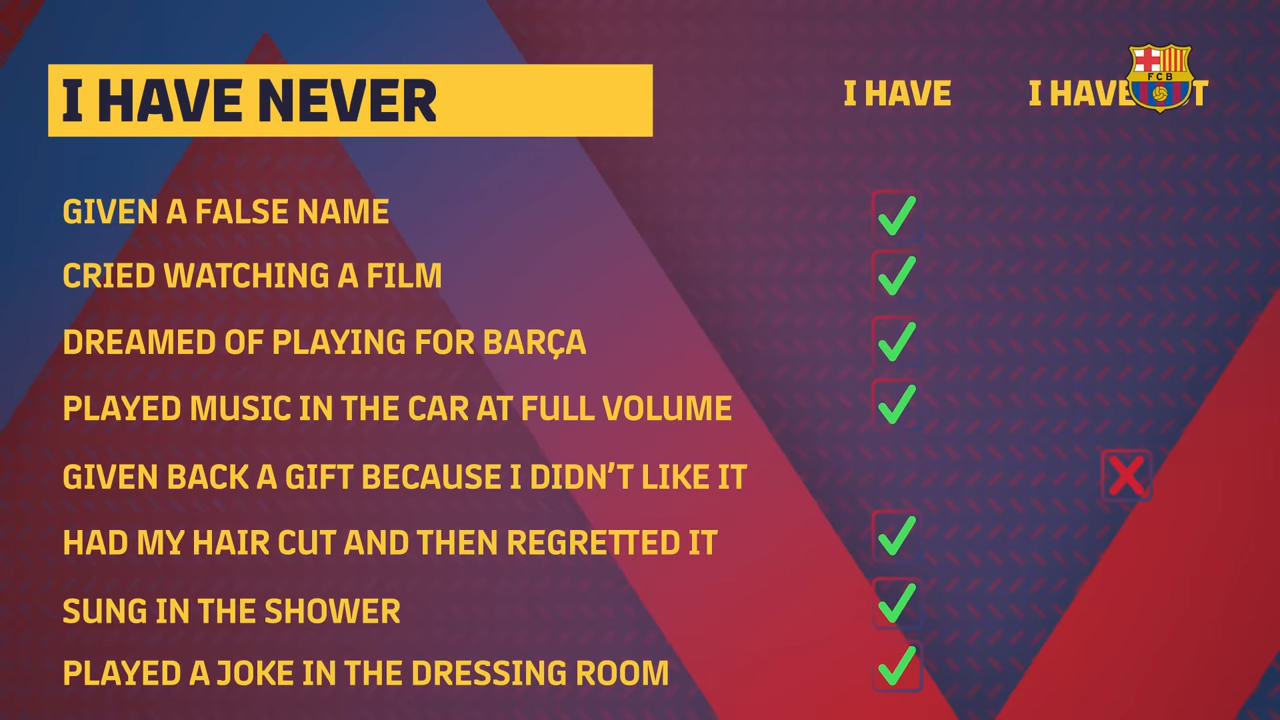 I HAVE NEVER
I HAVE
I HAVE T
FCB
GIVEN A FALSE NAME
CRIED WATCHING A FILM
DREAMED OF PLAYING FOR BARÇA
PLAYED MUSIC IN THE CAR AT FULL VOLUME
GIVEN BACK A GIFT BECAUSE I DIDN'T LIKE IT
HAD MY HAIR CUT AND THEN REGRETTED IT
SUNG IN THE SHOWER
PLAYED A JOKE IN THE DRESSING ROOM